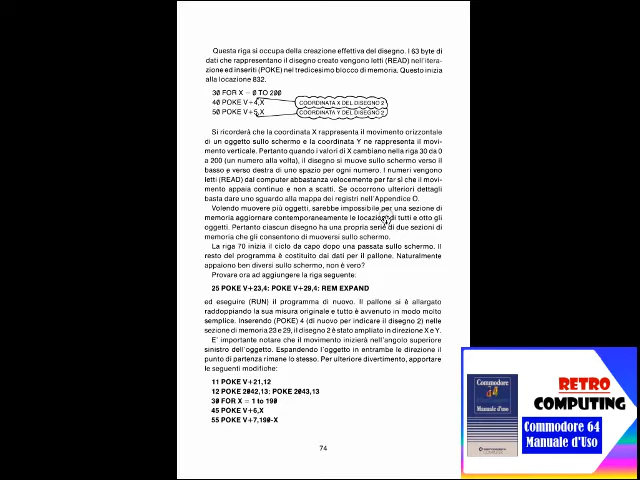 Questa riga si occupa della creazione effettiva del disegno. I 63 byte di
dati che rappresentano il disegno creato vengono letti (READ) nell'itera-
zione ed inseriti (POKE) nel tredicesimo blocco di memoria. Questo inizia
alla locazione 832.
30 FOR X = 0 TO 200
40 POKE V+4,X
COORDINATA X DEL DISEGNO 2
50 POKE V+5,X
COORDINATA Y DEL DISEGNO 2
Si ricorderà che la coordinata X rappresenta il movimento orizzontale
di un oggetto sullo schermo e la coordinata Y ne rappresenta il movi-
mento verticale. Pertanto quando i valori di X cambiano nella riga 30 da 0
a 200 (un numero alla volta), il disegno si muove sullo schermo verso il
basso e verso destra di uno spazio per ogni numero. I numeri vengono
letti (READ) dal computer abbastanza velocemente per far sì che il movi-
mento appaia continuo e non a scatti. Se occorrono ulteriori dettagli
basta dare uno sguardo alla mappa dei registri nell'Appendice O.
Volendo muovere più oggetti, sarebbe impossibile per una sezione di
memoria aggiornare contemporaneamente le locazioni di tutti e otto gli
oggetti. Pertanto ciascun disegno ha una propria serie di due sezioni di
memoria che gli consentono di muoversi sullo schermo.
La riga 70 inizia il ciclo da capo dopo una passata sullo schermo. Il
resto del programma è costituito dai dati per il pallone. Naturalmente
appaiono ben diversi sullo schermo, non è vero?
Provare ora ad aggiungere la riga seguente:
25 POKE V+23,4: POKE V+29,4: REM EXPAND
ed eseguire (RUN) il programma di nuovo. Il pallone si è allargato
raddoppiando la sua misura originale e tutto è avvenuto in modo molto
semplice. Inserendo (POKE) 4 (di nuovo per indicare il disegno 2) nelle
sezione di memoria 23 e 29, il disegno 2 è stato ampliato in direzione X e Y.
E' importante notare che il movimento inizierà nell'angolo superiore
sinistro dell'oggetto. Espandendo l'oggetto in entrambe le direzione il
punto di partenza rimane lo stesso. Per ulteriore divertimento, apportare
le seguenti modifiche:
11 POKE V+21,12
12 POKE 2042,13: POKE 2043,13
30 FOR X = 1 to 190
45 POKE V+6,X
55 POKE V+7,190-X
74
RETRO
COMPUTING
Commodore 64
Manuale d'Uso
Commodore
64
Manuale d'uso